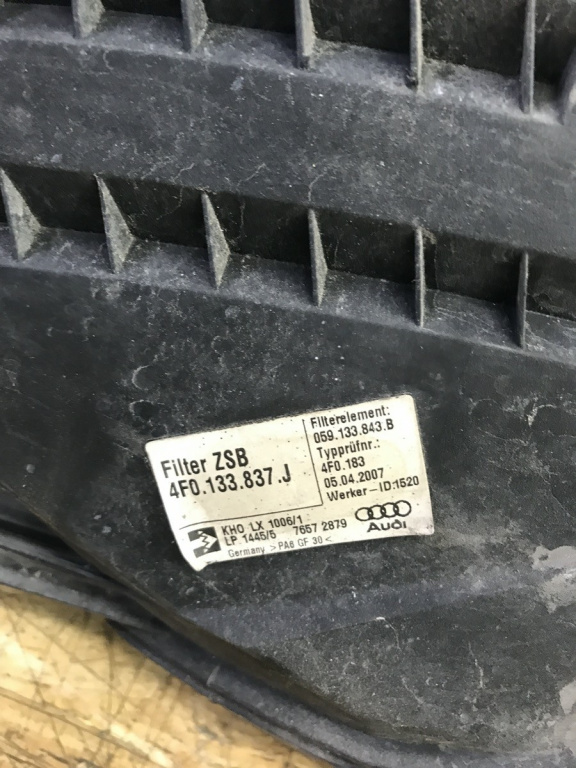 Filter ZSB
4F0.133.837.J
Filterelement:
059.133.843.B
Typprüfnr.:
4F0.183
05.04.2007
Werker-ID:1520
KHO LX 1006/1
LP.1445/5 7657 2879
Germany >PA6 GF 30<
Audi